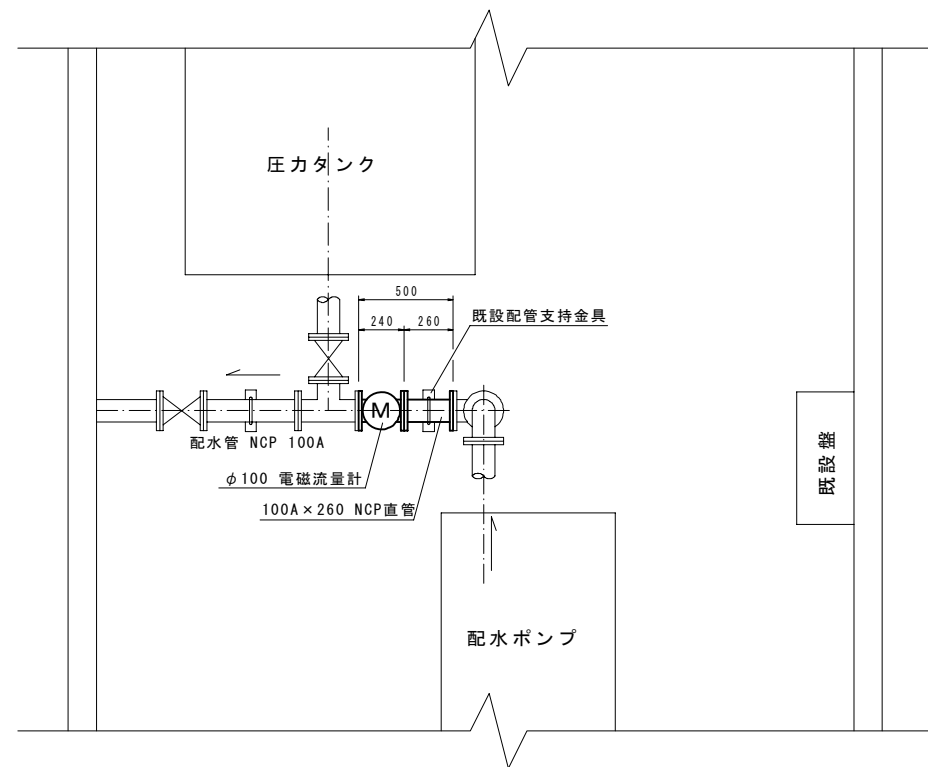 圧力タンク
500
240 260
既設配管支持金具
M
配水管 NCP 100A
φ100 電磁流量計
100A×260 NCP直管
既設盤
配水ポンプ